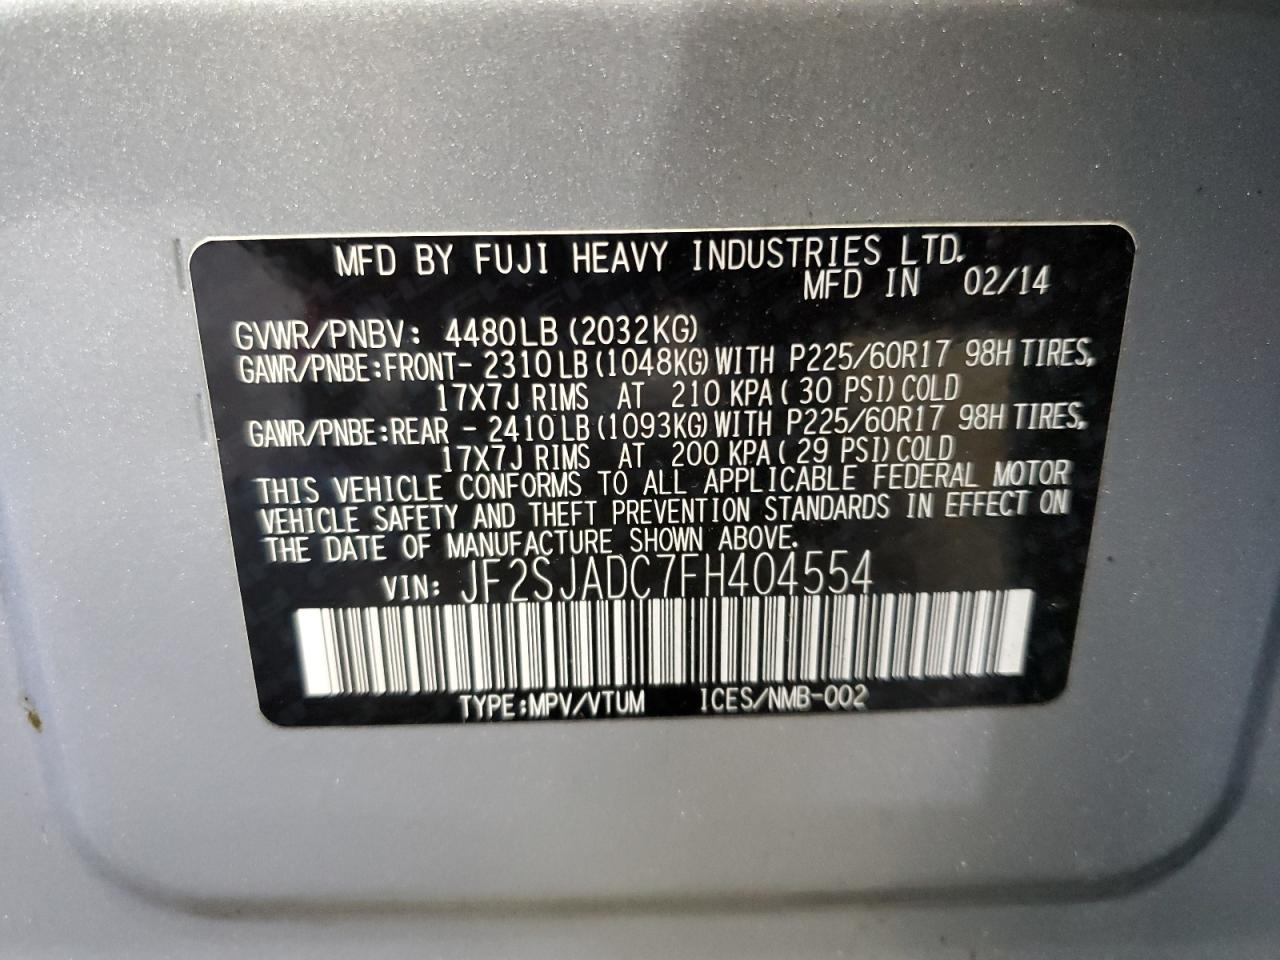 MFD BY FUJI HEAVY INDUSTRIES LTD.
MFD IN 02/14
GVWR/PNBV: 4480LB (2032KG)
GAWR/PNBE:FRONT- 2310LB (1048KG) WITH P225/60R17 98H TIRES,
17X7J RIMS AT 210 KPA ( 30 PSI) COLD
GAWR/PNBE:REAR - 2410LB (1093KG) WITH P225/60R17 98H TIRES,
17X7J RIMS AT 200 KPA ( 29 PSI) COLD
THIS VEHICLE CONFORMS TO ALL APPLICABLE FEDERAL MOTOR
VEHICLE SAFETY AND THEFT PREVENTION STANDARDS IN EFFECT ON
THE DATE OF MANUFACTURE SHOWN ABOVE.
VIN: JF2SJADC7FH404554
TYPE:MPV/VTUM ICES/NMB-002